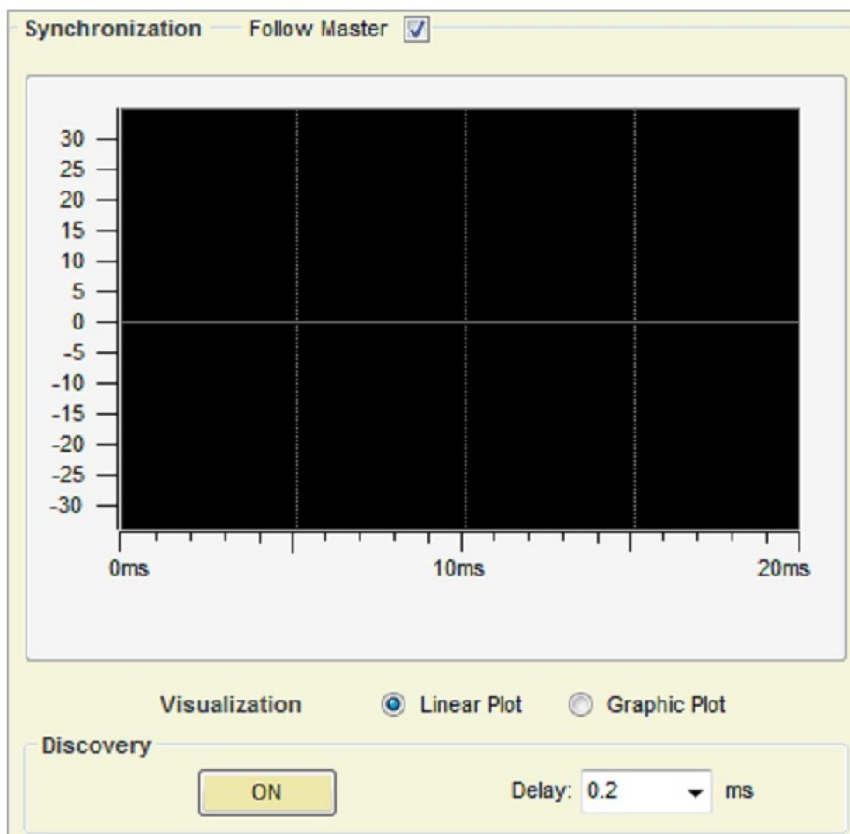 Synchronization Follow Master
30
25
20
15
10
5
0
-5
-10
-15
-20
-25
-30
0ms 10ms 20ms
Visualization Linear Plot Graphic Plot
Discovery
ON Delay: 0.2 ms